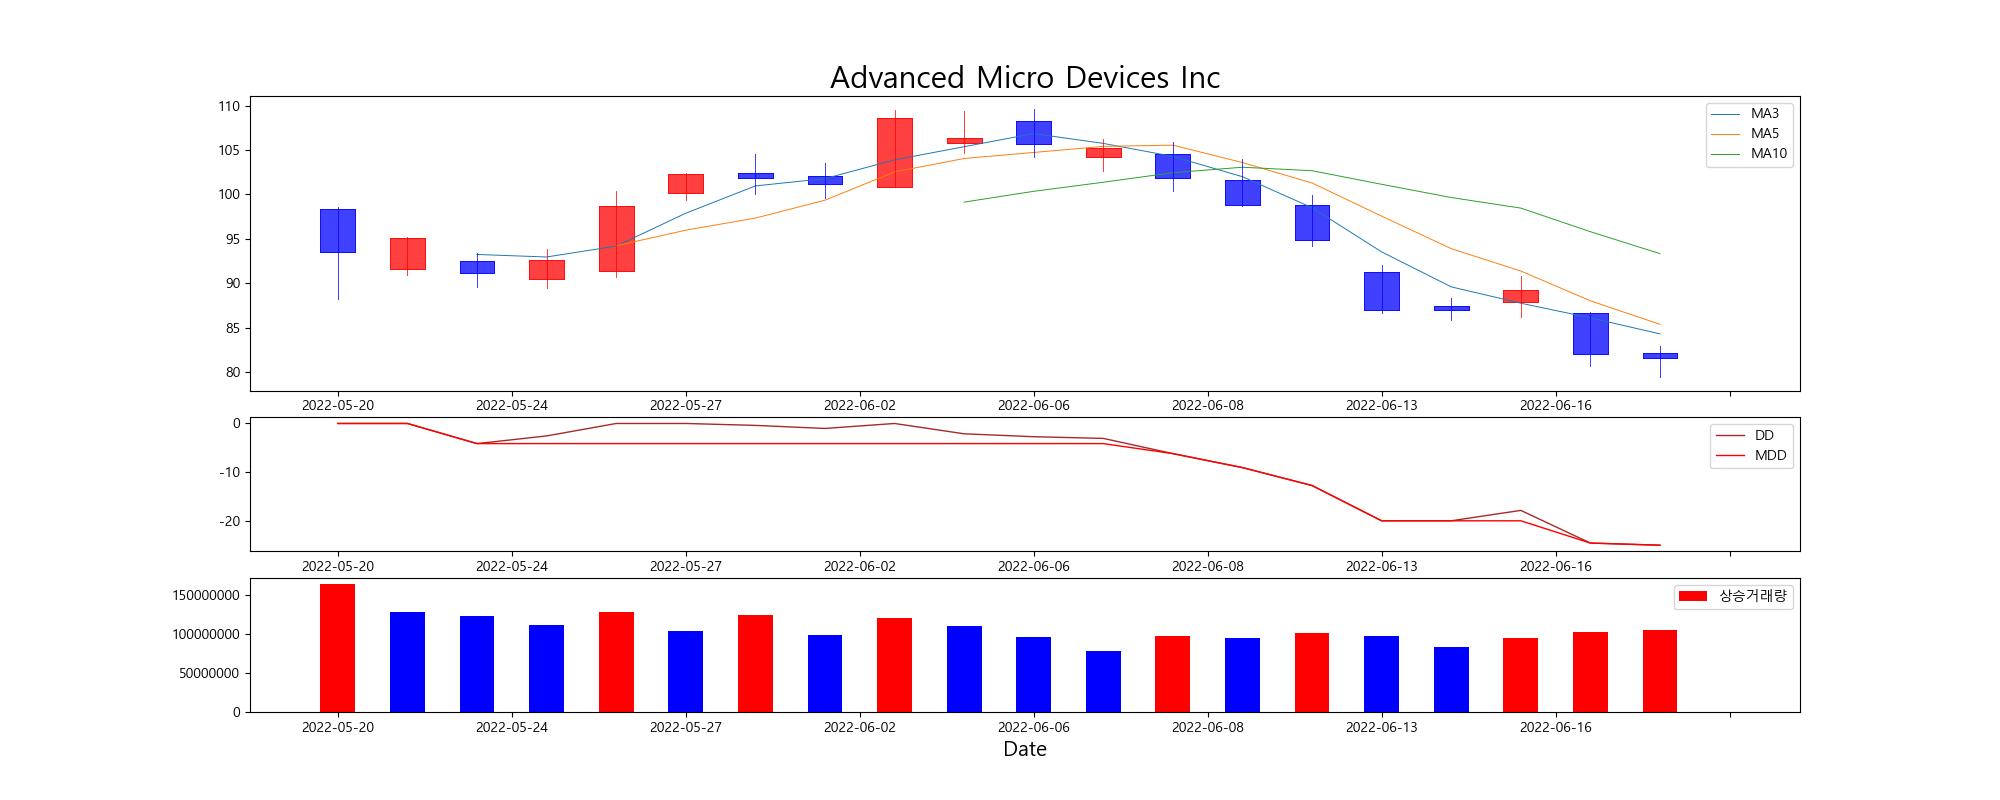 Advanced Micro Devices Inc
110
105
100
95
90
85
80
MA3
MA5
MA10
2022-05-20 2022-05-24 2022-05-27 2022-06-02 2022-06-06 2022-06-08 2022-06-13 2022-06-16
0
-10
-20
DD
MDD
2022-05-20 2022-05-24 2022-05-27 2022-06-02 2022-06-06 2022-06-08 2022-06-13 2022-06-16
150000000
100000000
50000000
0
상승거래량
2022-05-20 2022-05-24 2022-05-27 2022-06-02 2022-06-06 2022-06-08 2022-06-13 2022-06-16
Date